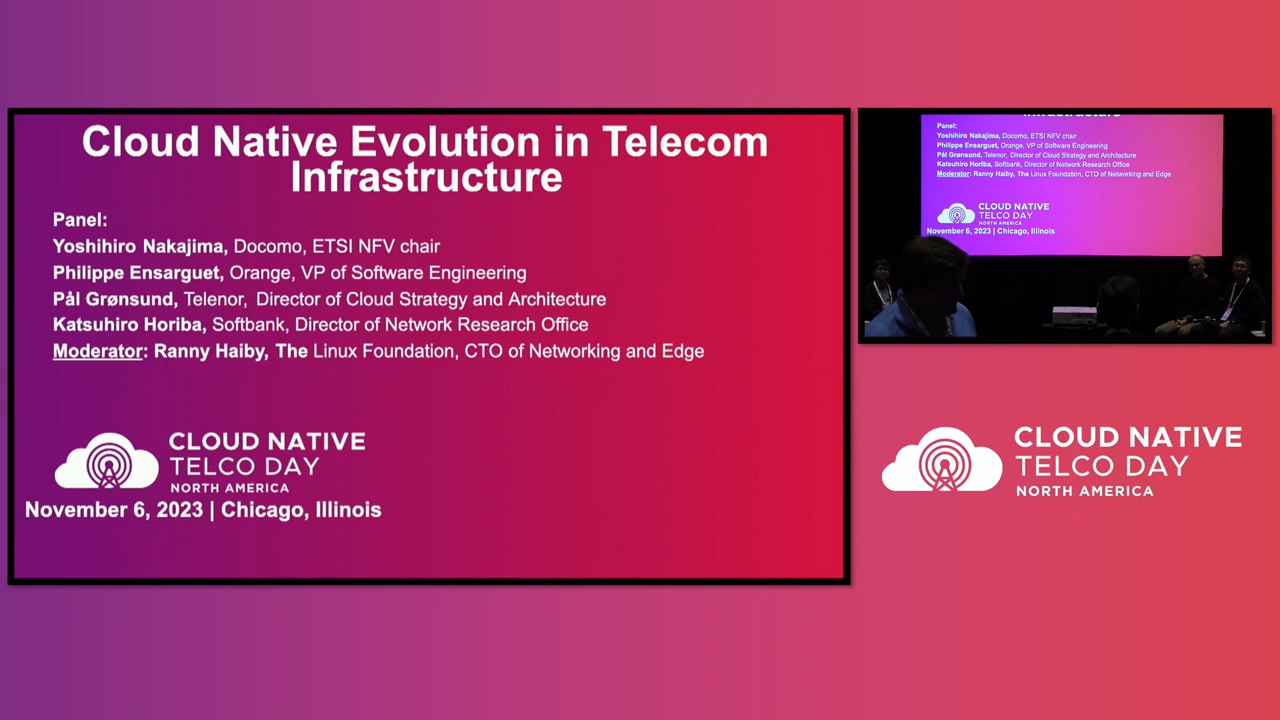 Cloud Native Evolution in Telecom
Infrastructure
Panel:
Yoshihiro Nakajima, Docomo, ETSI NFV chair
Philippe Ensarguet, Orange, VP of Software Engineering
Pål Grønsund, Telenor, Director of Cloud Strategy and Architecture
Katsuhiro Horiba, Softbank, Director of Network Research Office
Moderator: Ranny Haiby, The Linux Foundation, CTO of Networking and Edge
CLOUD NATIVE
TELCO DAY
NORTH AMERICA
November 6, 2023 | Chicago, Illinois
Infrastructure
Panel:
Yoshihiro Nakajima, Docomo, ETSI NFV chair
Philippe Ensarguet, Orange, VP of Software Engineering
Pål Grønsund, Telenor, Director of Cloud Strategy and Architecture
Katsuhiro Horiba, Softbank, Director of Network Research Office
Moderator: Ranny Haiby, The Linux Foundation, CTO of Networking and Edge
CLOUD NATIVE
TELCO DAY
NORTH AMERICA
November 6, 2023 | Chicago, Illinois
CLOUD NATIVE
TELCO DAY
NORTH AMERICA